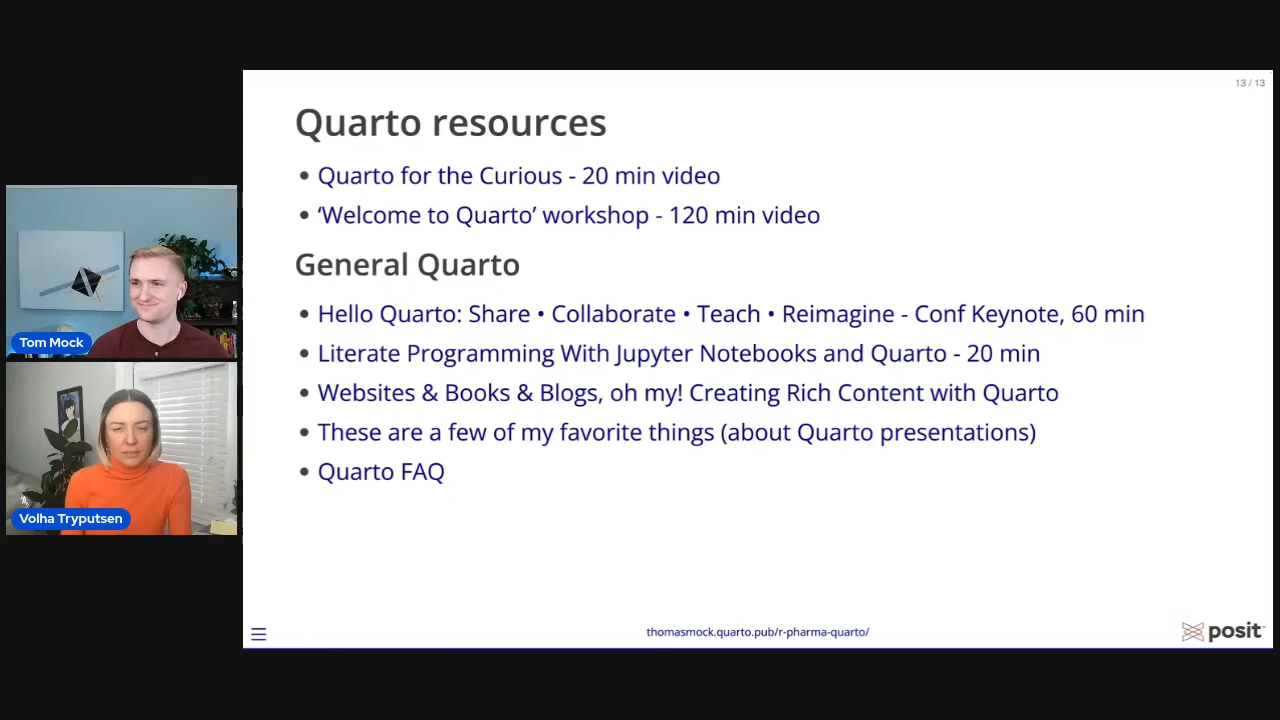 13 / 13
Quarto resources
• Quarto for the Curious - 20 min video
• ‘Welcome to Quarto’ workshop - 120 min video
General Quarto
• Hello Quarto: Share • Collaborate • Teach • Reimagine - Conf Keynote, 60 min
• Literate Programming With Jupyter Notebooks and Quarto - 20 min
• Websites & Books & Blogs, oh my! Creating Rich Content with Quarto
• These are a few of my favorite things (about Quarto presentations)
• Quarto FAQ
thomasmock.quarto.pub/r-pharma-quarto/
posit™
Tom Mock
Volha Tryputsen